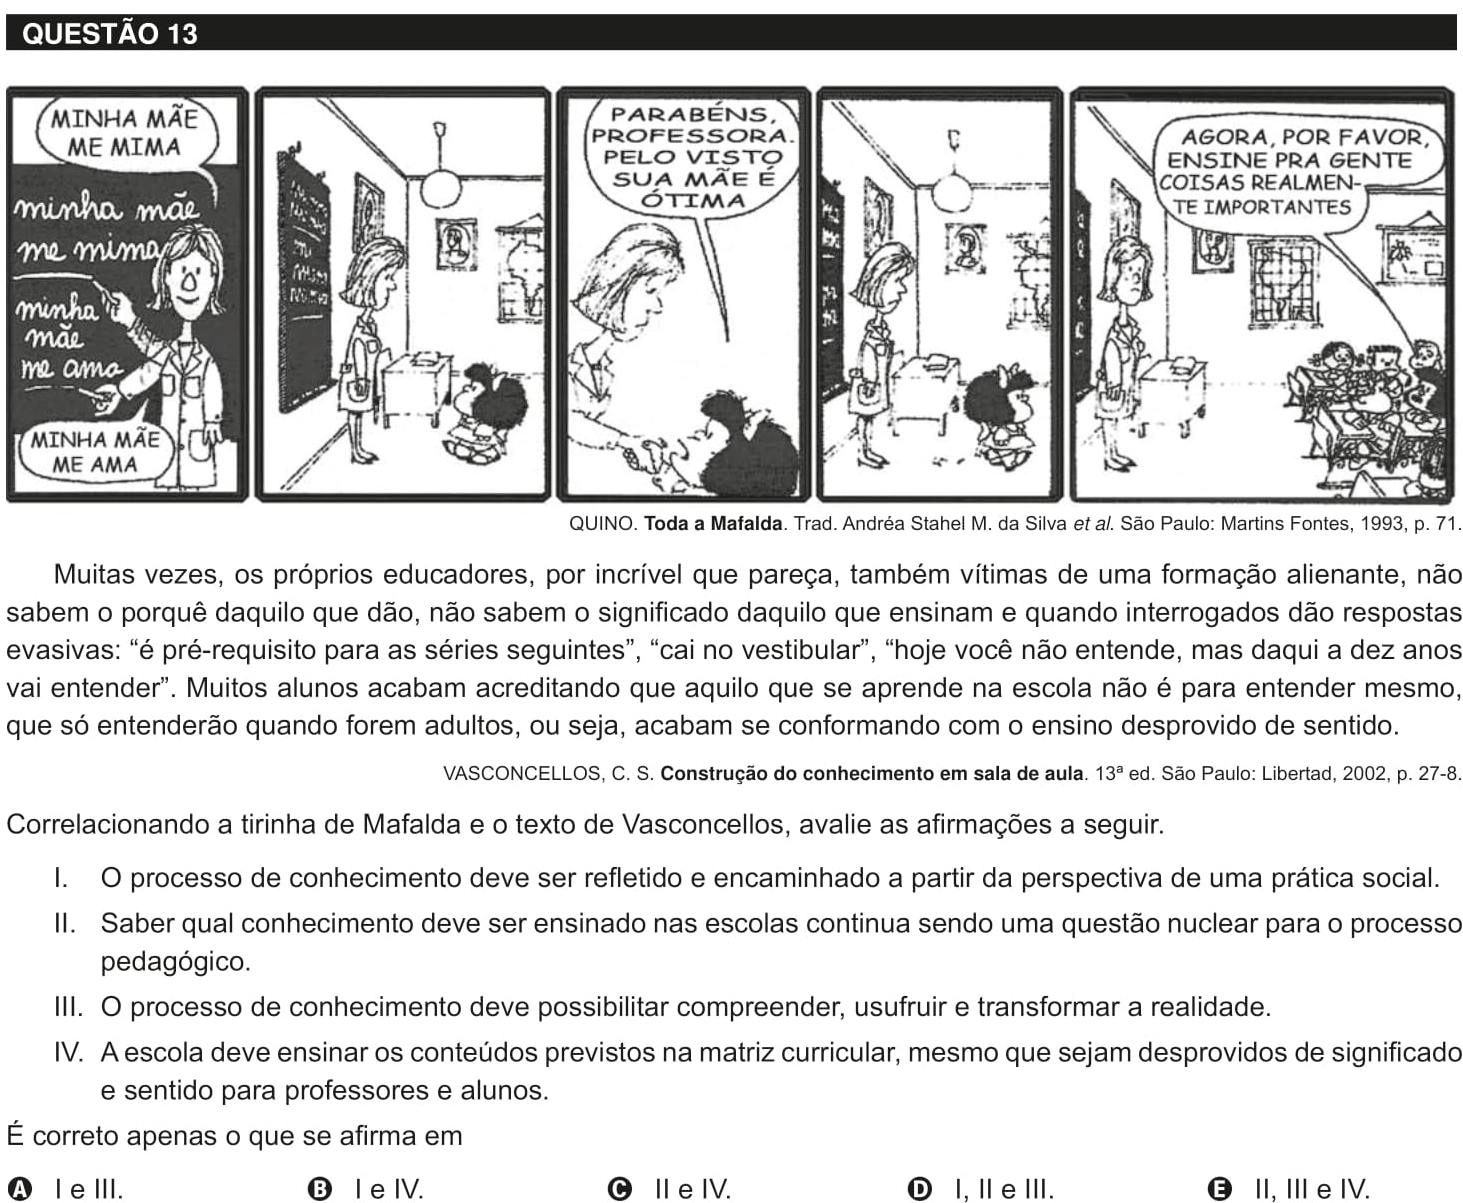 QUESTÃO 13
MINHA MÃE
ME MIMA
minha mãe
me mima
minha
mãe
me ama
MINHA MÃE
ME AMA
PARABÉNS,
PROFESSORA.
PELO VISTO
SUA MÃE É
ÓTIMA
AGORA, POR FAVOR,
ENSINE PRA GENTE
COISAS REALMEN-
TE IMPORTANTES
QUINO. Toda a Mafalda. Trad. Andréa Stahel M. da Silva et al. São Paulo: Martins Fontes, 1993, p. 71.
Muitas vezes, os próprios educadores, por incrível que pareça, também vítimas de uma formação alienante, não
sabem o porquê daquilo que dão, não sabem o significado daquilo que ensinam e quando interrogados dão respostas
evasivas: “é pré-requisito para as séries seguintes”, “cai no vestibular”, “hoje você não entende, mas daqui a dez anos
vai entender”. Muitos alunos acabam acreditando que aquilo que se aprende na escola não é para entender mesmo,
que só entenderão quando forem adultos, ou seja, acabam se conformando com o ensino desprovido de sentido.
VASCONCELLOS, C. S. Construção do conhecimento em sala de aula. 13ª ed. São Paulo: Libertad, 2002, p. 27-8.
Correlacionando a tirinha de Mafalda e o texto de Vasconcellos, avalie as afirmações a seguir.
I. O processo de conhecimento deve ser refletido e encaminhado a partir da perspectiva de uma prática social.
II. Saber qual conhecimento deve ser ensinado nas escolas continua sendo uma questão nuclear para o processo
pedagógico.
III. O processo de conhecimento deve possibilitar compreender, usufruir e transformar a realidade.
IV. A escola deve ensinar os conteúdos previstos na matriz curricular, mesmo que sejam desprovidos de significado
e sentido para professores e alunos.
É correto apenas o que se afirma em
A I e III. B I e IV. C II e IV. D I, II e III. E II, III e IV.